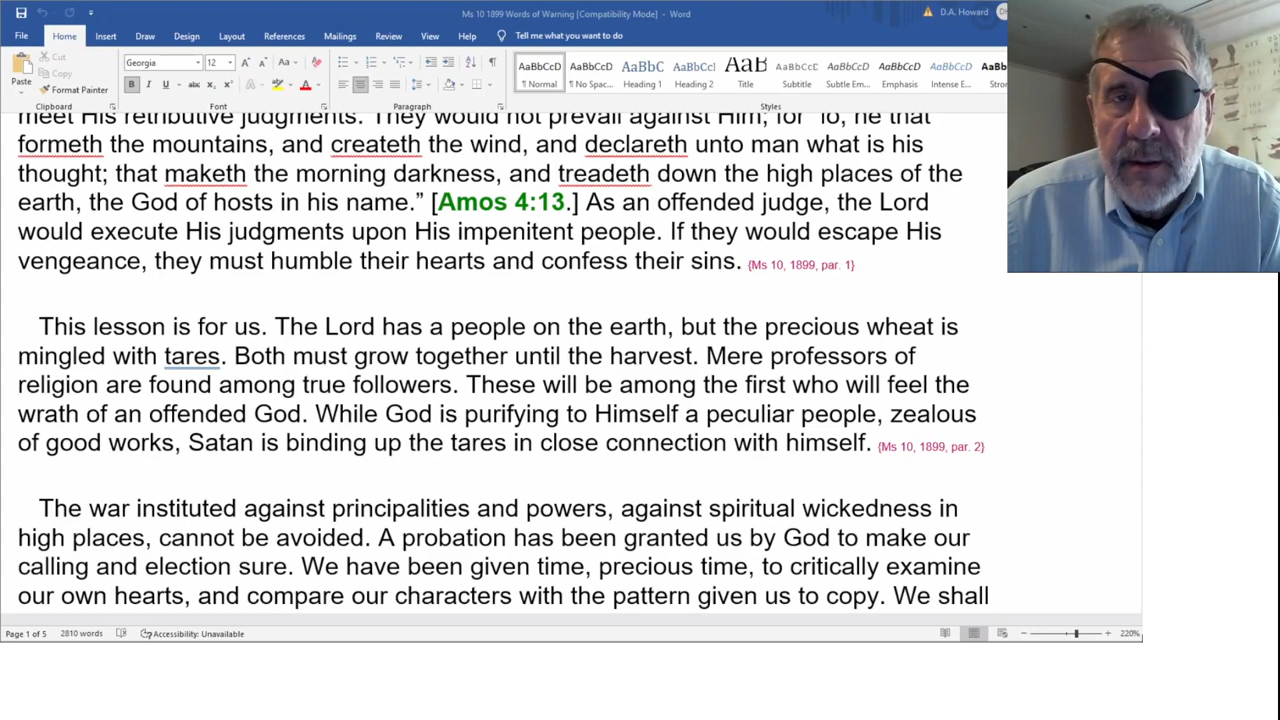 Ms 10 1899 Words of Warning [Compatibility Mode] - Word
D.A. Howard
File Home Insert Draw Design Layout References Mailings Review View Help Tell me what you want to do
Paste
Cut
Copy
Format Painter
Clipboard
Georgia 12
Font
Paragraph
AaBbCcD AaBbCcD AaBbC AaBbCcI AaB AaBbCcD AaBbCcD AaBbCcD AaBbCcD AaBb
¶ Normal ¶ No Spac... Heading 1 Heading 2 Title Subtitle Subtle Em... Emphasis Intense E... Stron
Styles
meet His retributive judgments. They would not prevail against Him; for "lo, he that
formeth the mountains, and createth the wind, and declareth unto man what is his
thought; that maketh the morning darkness, and treadeth down the high places of the
earth, the God of hosts in his name.” [Amos 4:13.] As an offended judge, the Lord
would execute His judgments upon His impenitent people. If they would escape His
vengeance, they must humble their hearts and confess their sins. {Ms 10, 1899, par. 1}
This lesson is for us. The Lord has a people on the earth, but the precious wheat is
mingled with tares. Both must grow together until the harvest. Mere professors of
religion are found among true followers. These will be among the first who will feel the
wrath of an offended God. While God is purifying to Himself a peculiar people, zealous
of good works, Satan is binding up the tares in close connection with himself. {Ms 10, 1899, par. 2}
The war instituted against principalities and powers, against spiritual wickedness in
high places, cannot be avoided. A probation has been granted us by God to make our
calling and election sure. We have been given time, precious time, to critically examine
our own hearts, and compare our characters with the pattern given us to copy. We shall
Page 1 of 5 2810 words Accessibility: Unavailable 220%